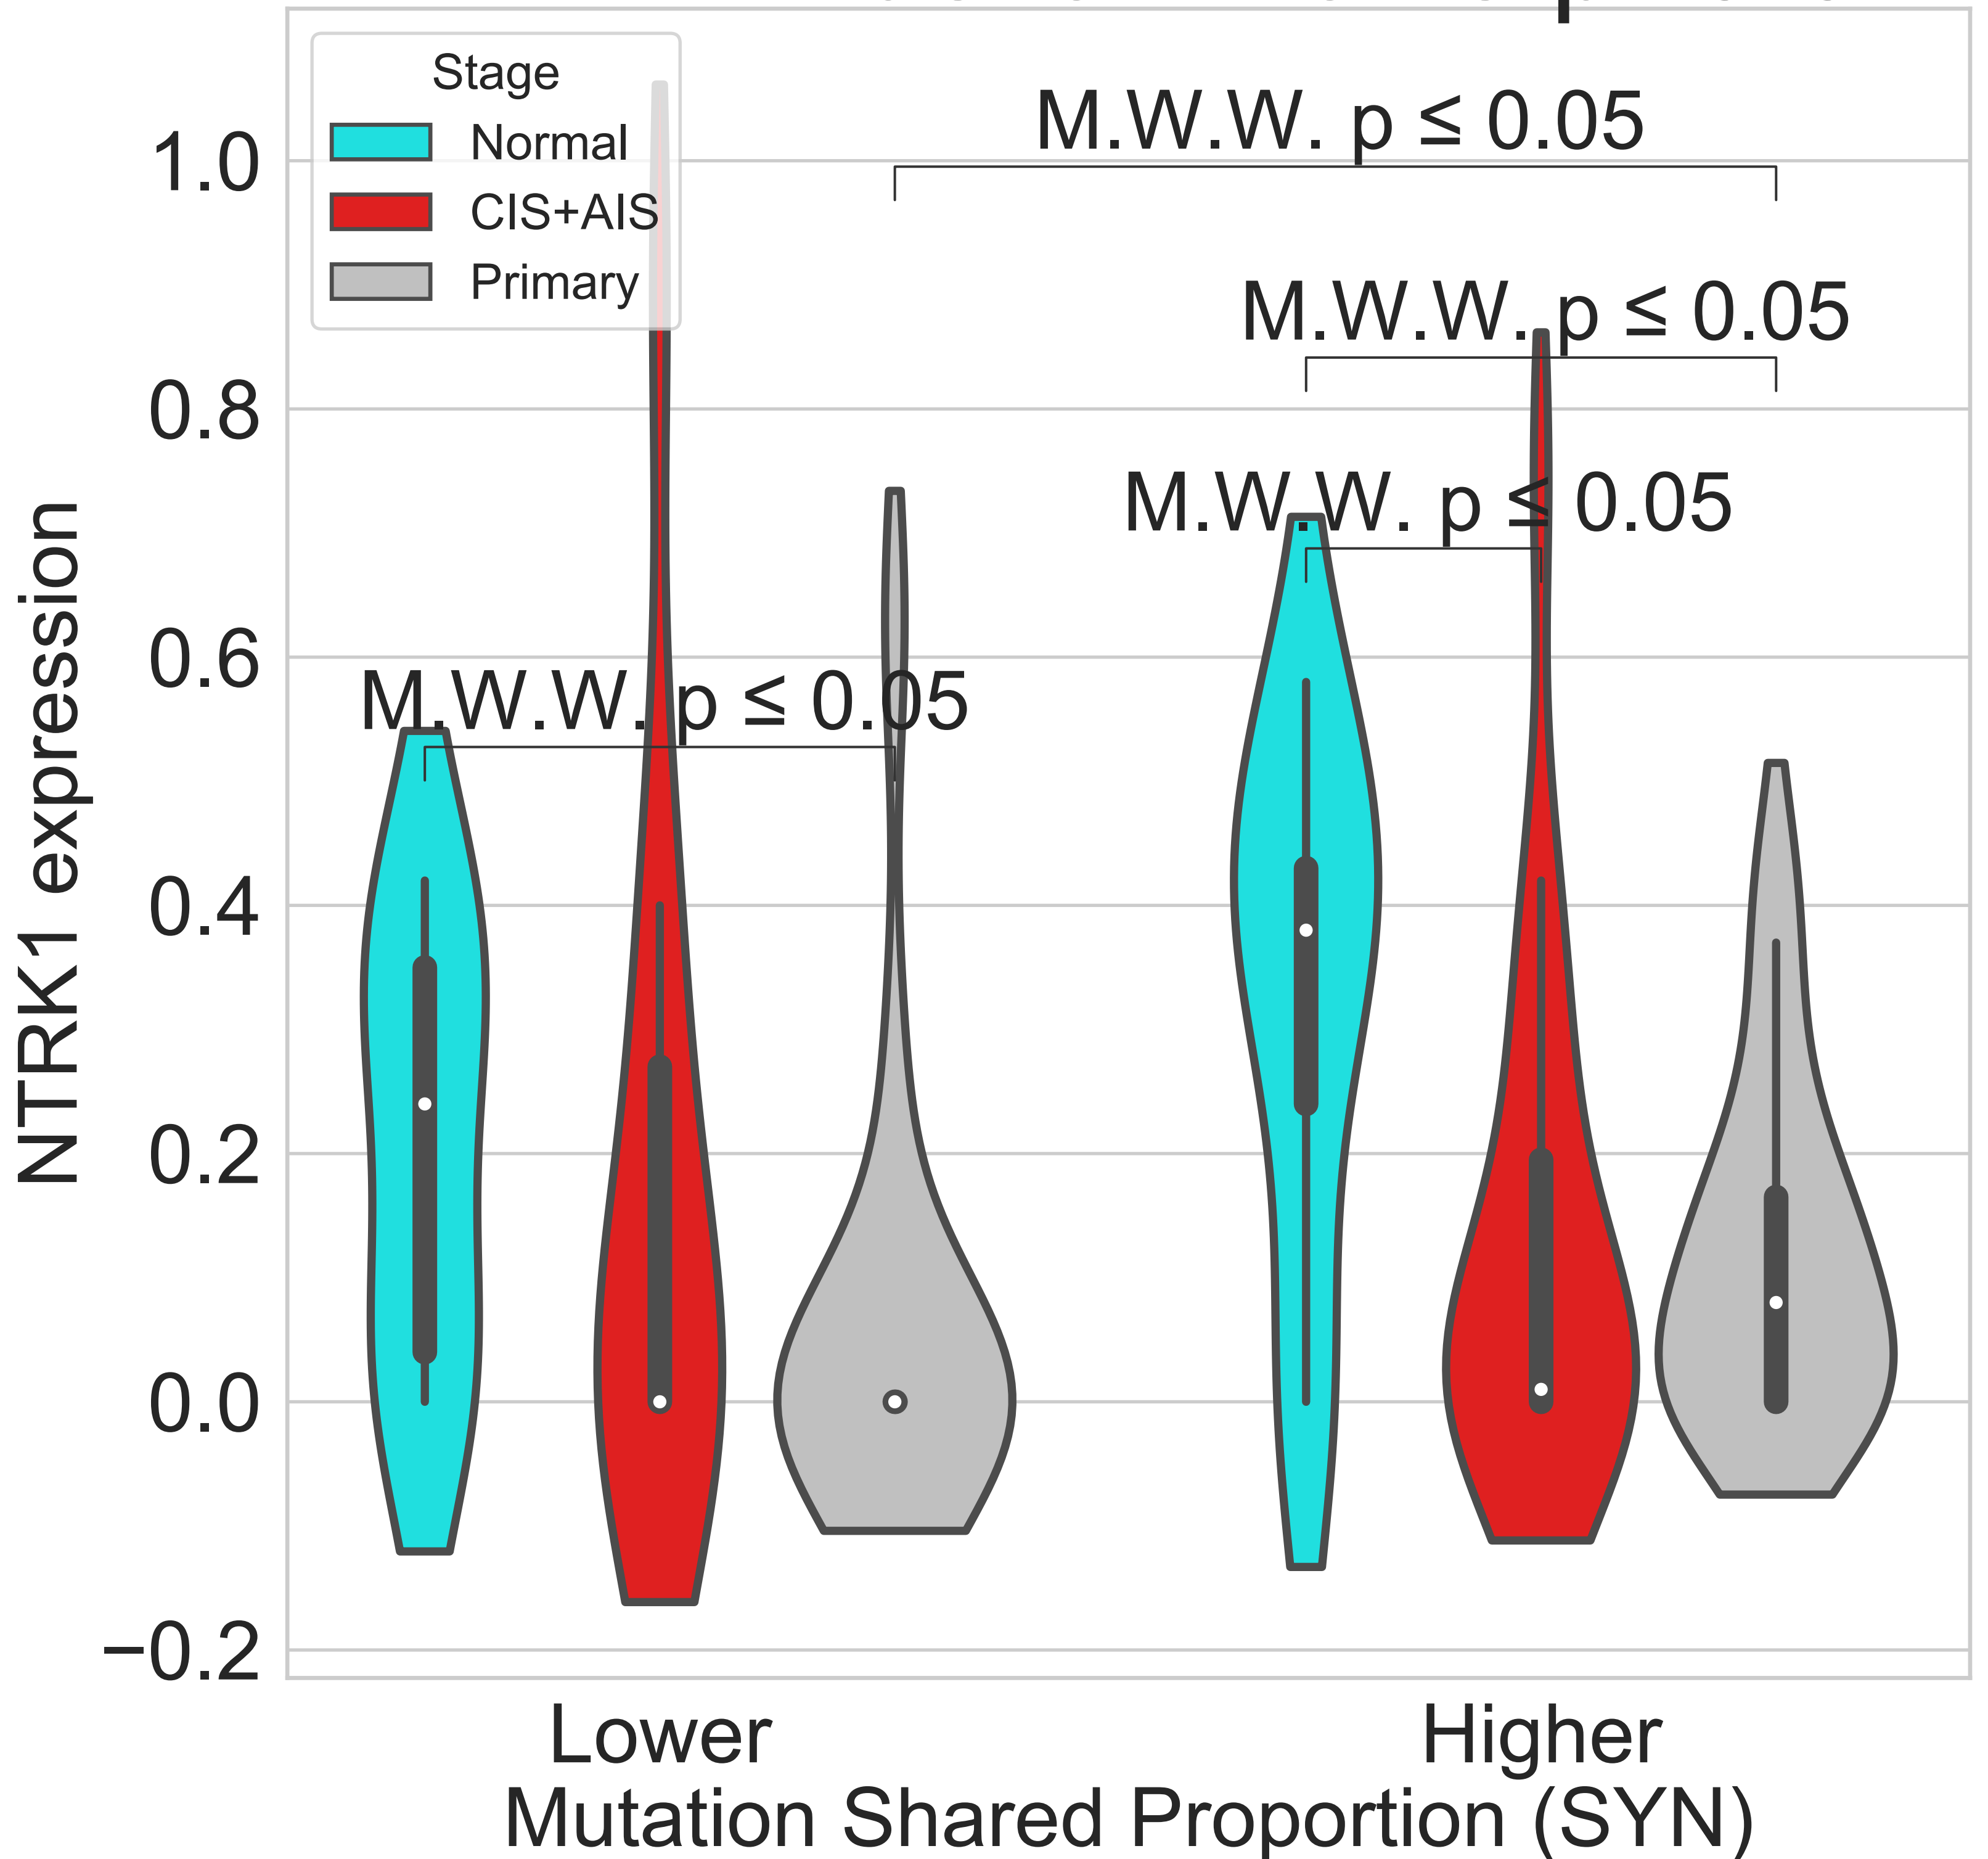 Stage
Normal
CIS+AIS
Primary
M.W.W. p ≤ 0.05
M.W.W. p ≤ 0.05
M.W.W. p ≤ 0.05
M.W.W. p ≤ 0.05
1.0
0.8
0.6
0.4
0.2
0.0
−0.2
NTRK1 expression
Lower
Higher
Mutation Shared Proportion (SYN)